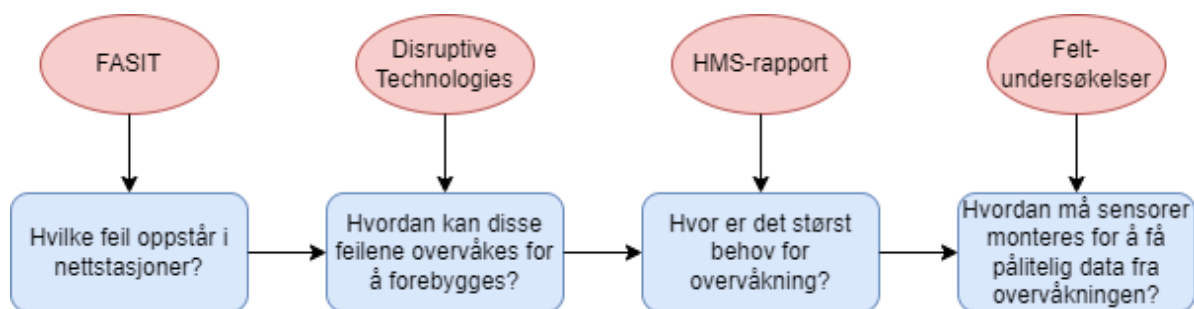 FASIT
Disruptive
Technologies
HMS-rapport
Felt-
undersøkelser
Hvilke feil oppstår i
nettstasjoner?
Hvordan kan disse
feilene overvåkes for
å forebygges?
Hvor er det størst
behov for
overvåkning?
Hvordan må sensorer
monteres for å få
pålitelig data fra
overvåkningen?